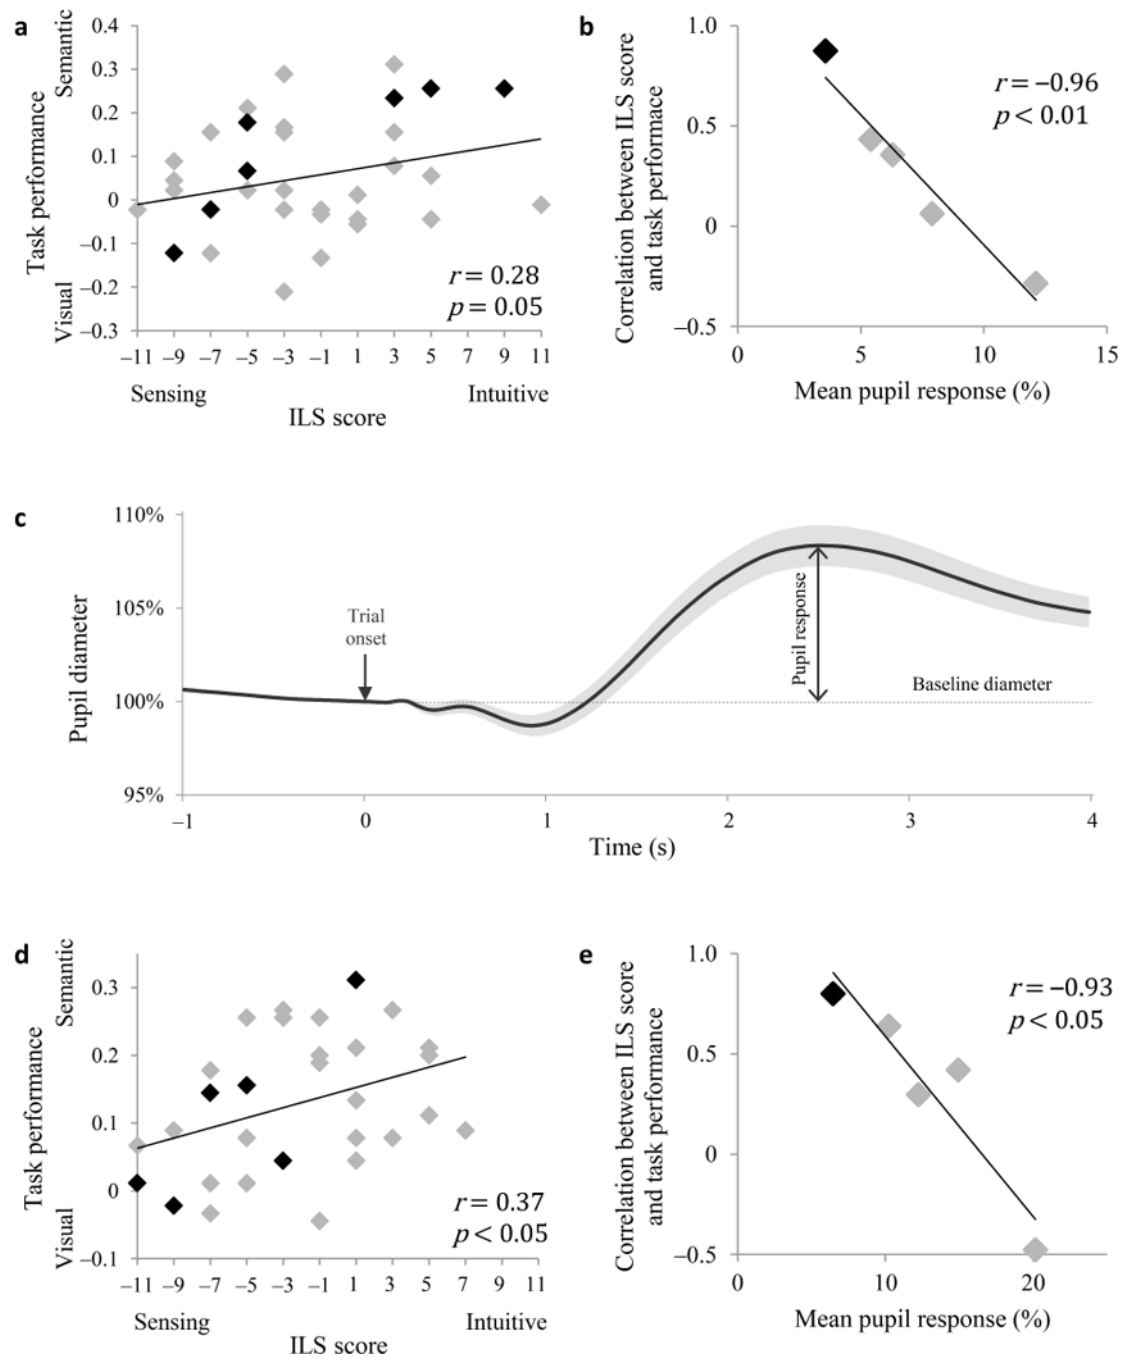 a
Semantic
Task performance
Visual
0.4
0.3
0.2
0.1
0
–0.1
–0.2
–0.3
r = 0.28
p = 0.05
–11 –9 –7 –5 –3 –1 1 3 5 7 9 11
Sensing Intuitive
ILS score
b
Correlation between ILS score
and task performace
1.0
0.5
0
–0.5
r = –0.96
p < 0.01
0 5 10 15
Mean pupil response (%)
c
Pupil diameter
110%
105%
100%
95%
Trial
onset
Pupil response
Baseline diameter
–1 0 1 2 3 4
Time (s)
d
Semantic
Task performance
Visual
0.3
0.2
0.1
0
–0.1
r = 0.37
p < 0.05
–11 –9 –7 –5 –3 –1 1 3 5 7 9 11
Sensing Intuitive
ILS score
e
Correlation between ILS score
and task performance
1.0
0.5
0
–0.5
r = –0.93
p < 0.05
0 10 20
Mean pupil response (%)